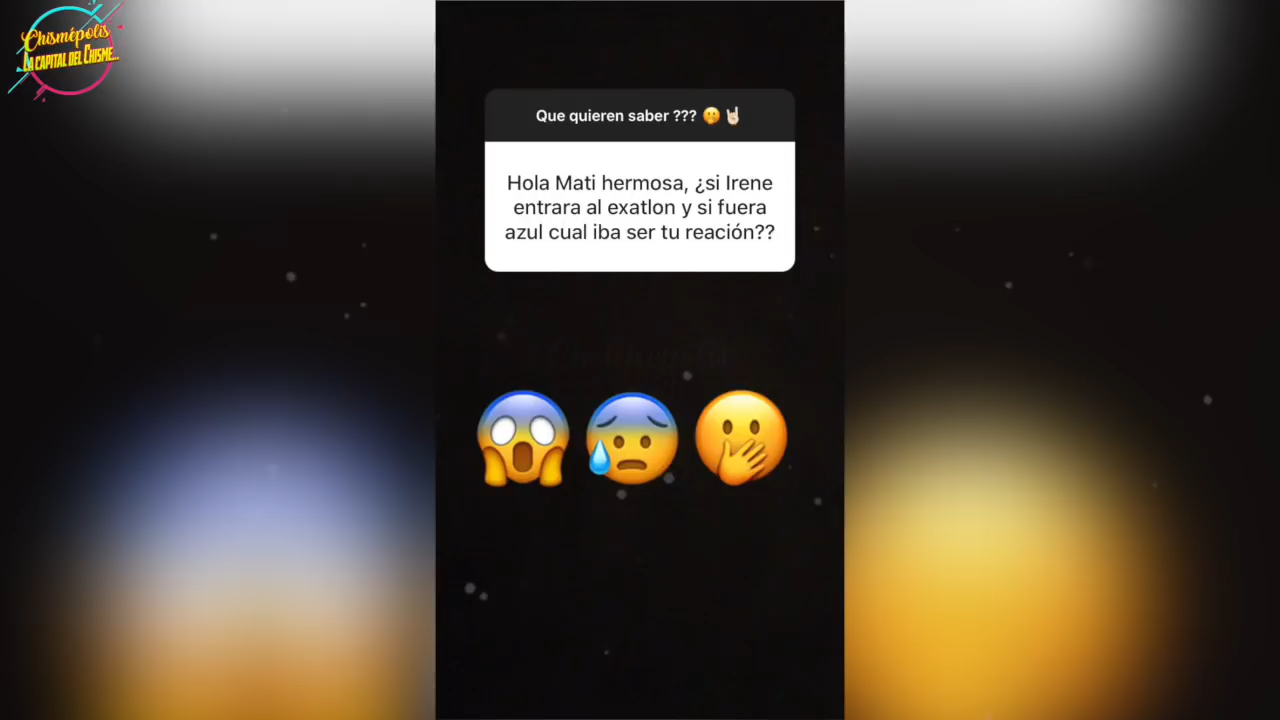 Chismépolis
LA CAPITAL DEL CHISME...
Que quieren saber ??? 🤭🤘🏻
Hola Mati hermosa, ¿si Irene
entrara al exatlon y si fuera
azul cual iba ser tu reación??
😱😰🤭